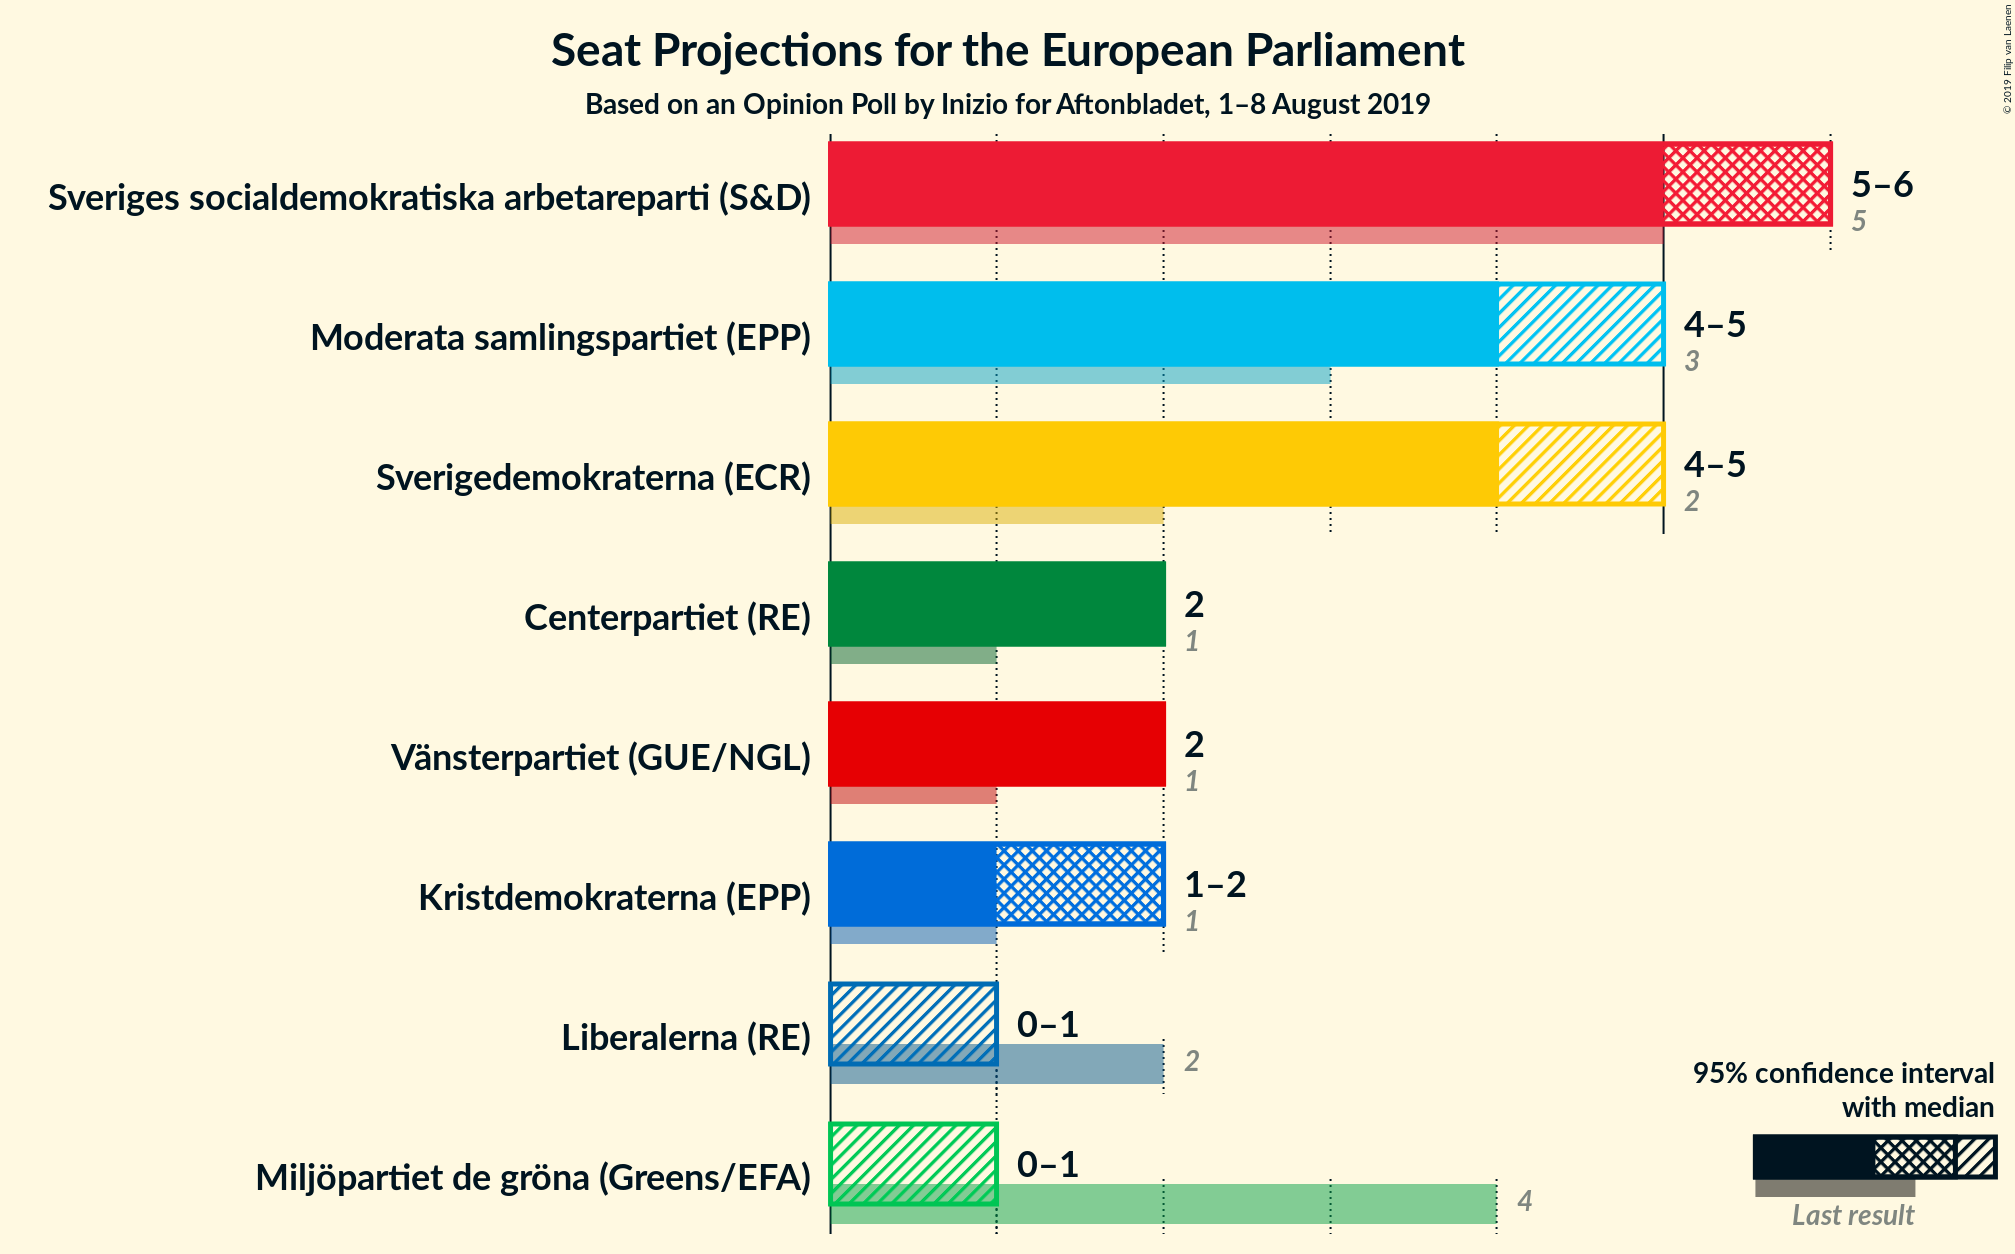 Seat Projections for the European Parliament
Based on an Opinion Poll by Inizio for Aftonbladet, 1–8 August 2019
© 2019 Filip van Laenen
Sveriges socialdemokratiska arbetareparti (S&D)
5–6
5
Moderata samlingspartiet (EPP)
4–5
3
Sverigedemokraterna (ECR)
4–5
2
Centerpartiet (RE)
2
1
Vänsterpartiet (GUE/NGL)
2
1
Kristdemokraterna (EPP)
1–2
1
Liberalerna (RE)
0–1
2
Miljöpartiet de gröna (Greens/EFA)
0–1
4
95% confidence interval
with median
Last result